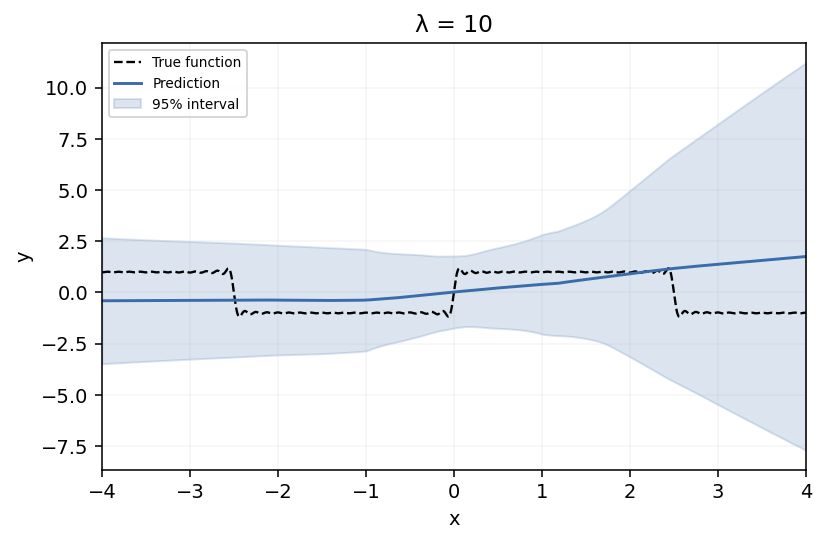 λ = 10
True function
Prediction
95% interval
10.0
7.5
5.0
2.5
0.0
−2.5
−5.0
−7.5
y
−4 −3 −2 −1 0 1 2 3 4
x